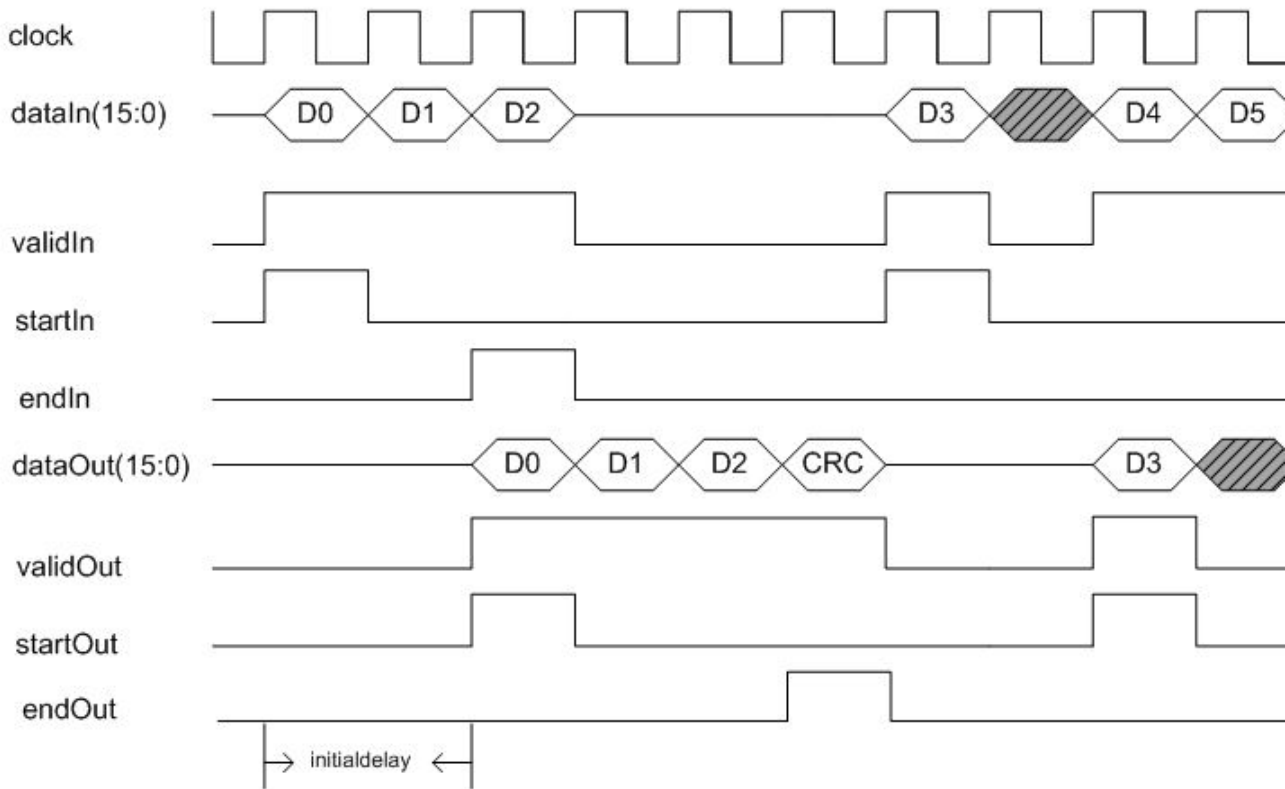 clock
dataIn(15:0) D0 D1 D2 D3 D4 D5
validIn
startIn
endIn
dataOut(15:0) D0 D1 D2 CRC D3
validOut
startOut
endOut
initialdelay